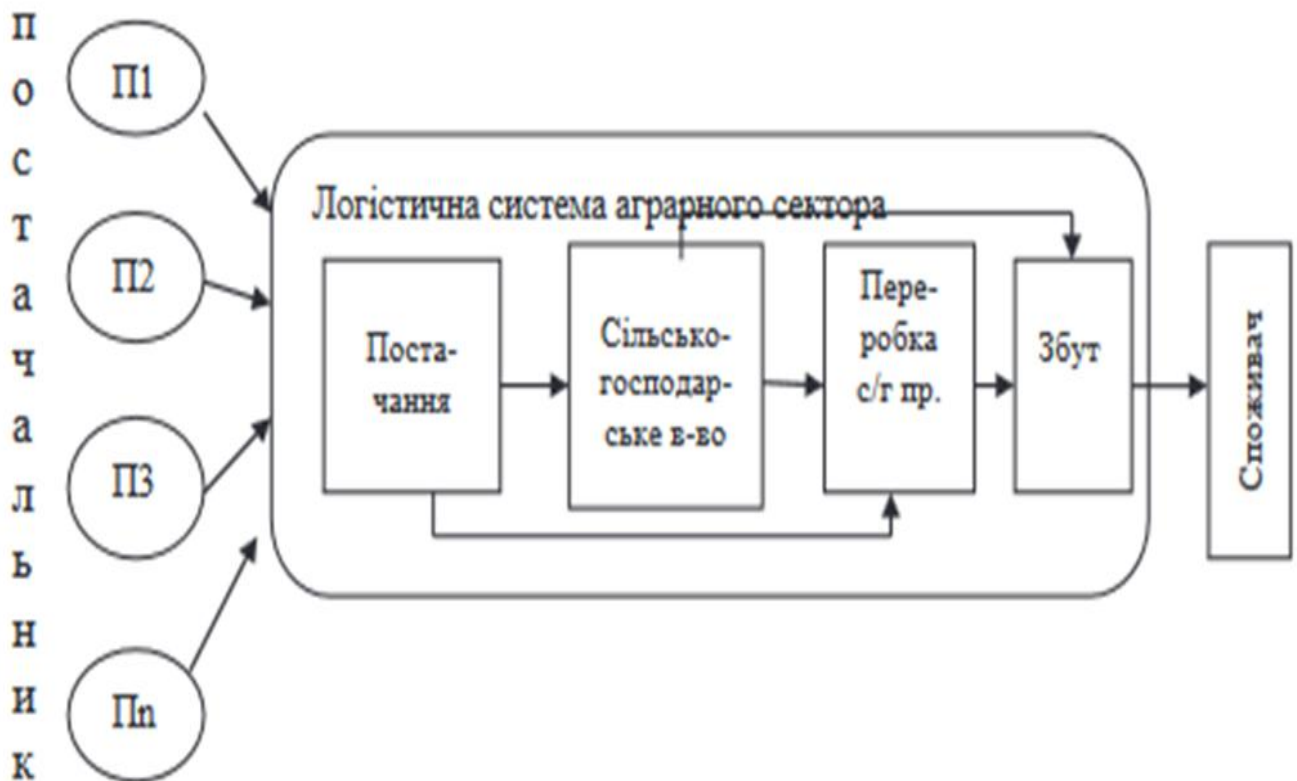 постачальник
П1
П2
П3
Пn
Логістична система аграрного сектора
Поста-
чання
Сільсько-
господар-
ське в-во
Пере-
робка
с/г пр.
Збут
Споживач